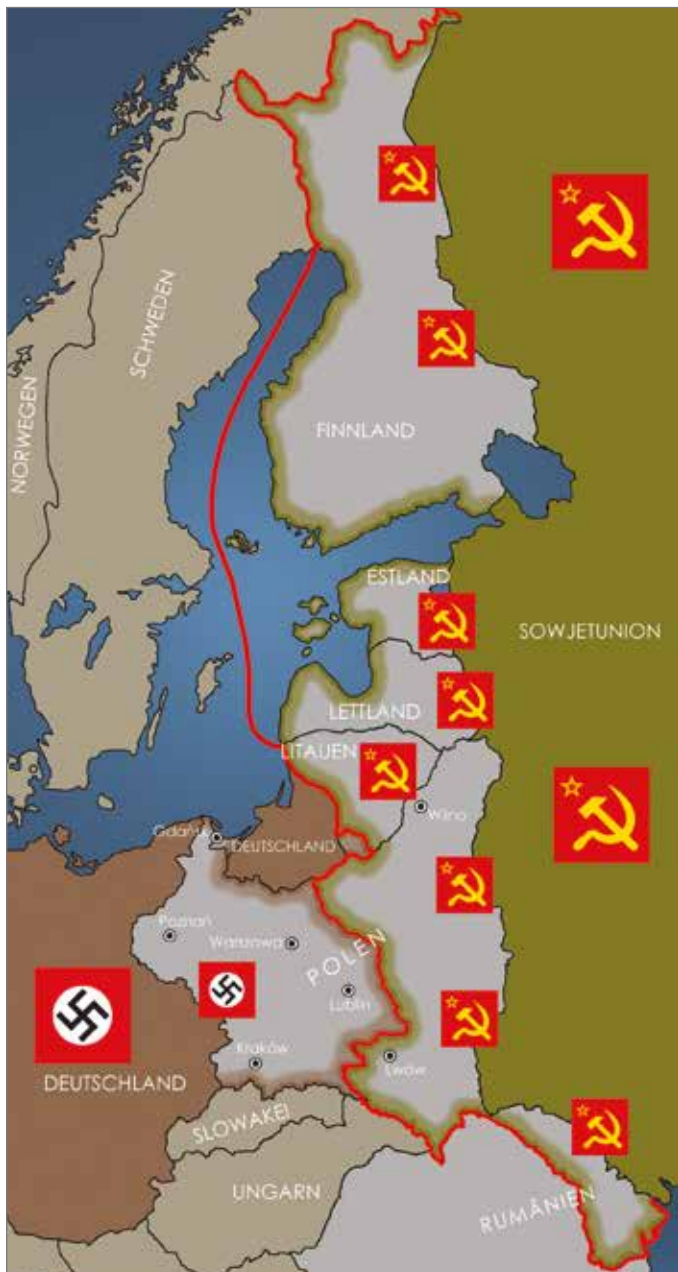 NORWEGEN
SCHWEDEN
FINNLAND
ESTLAND
SOWJETUNION
LETTLAND
LITAUEN
Wilno
Gdańsk
DEUTSCHLAND
Poznań
Warszawa
POLEN
Lublin
Kraków
Lwów
DEUTSCHLAND
SLOWAKEI
UNGARN
RUMÄNIEN